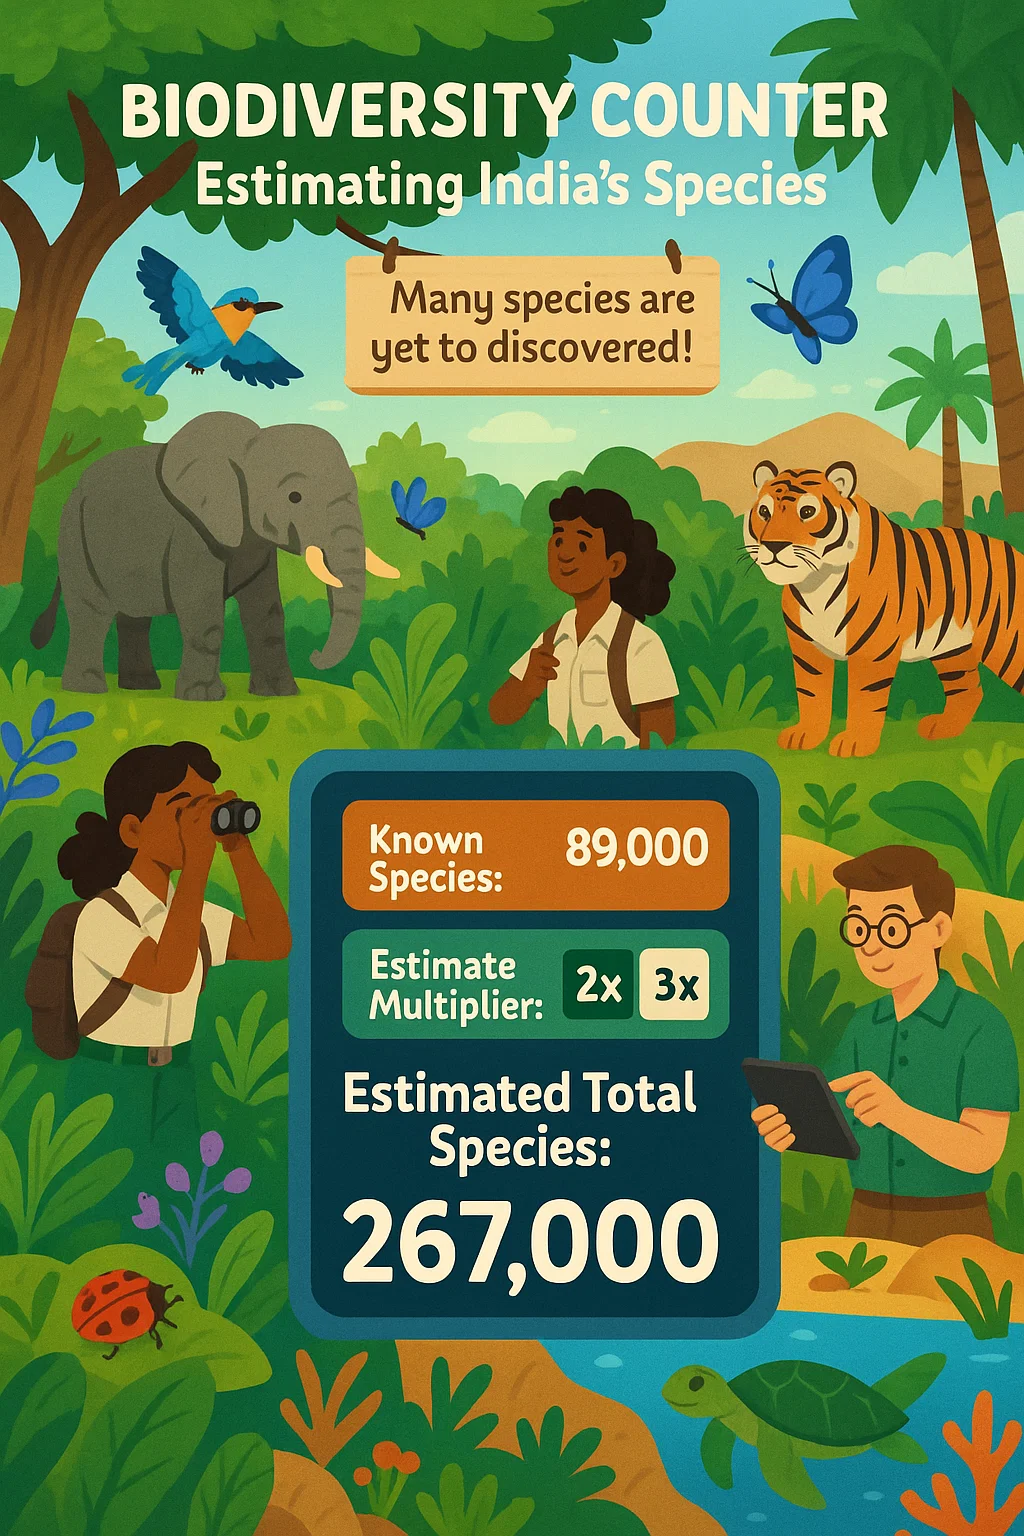 BIODIVERSITY COUNTER
Estimating India's Species
Many species are
yet to discovered!
Known
Species:
89,000
Estimate
Multiplier:
2x 3x
Estimated Total
Species:
267,000